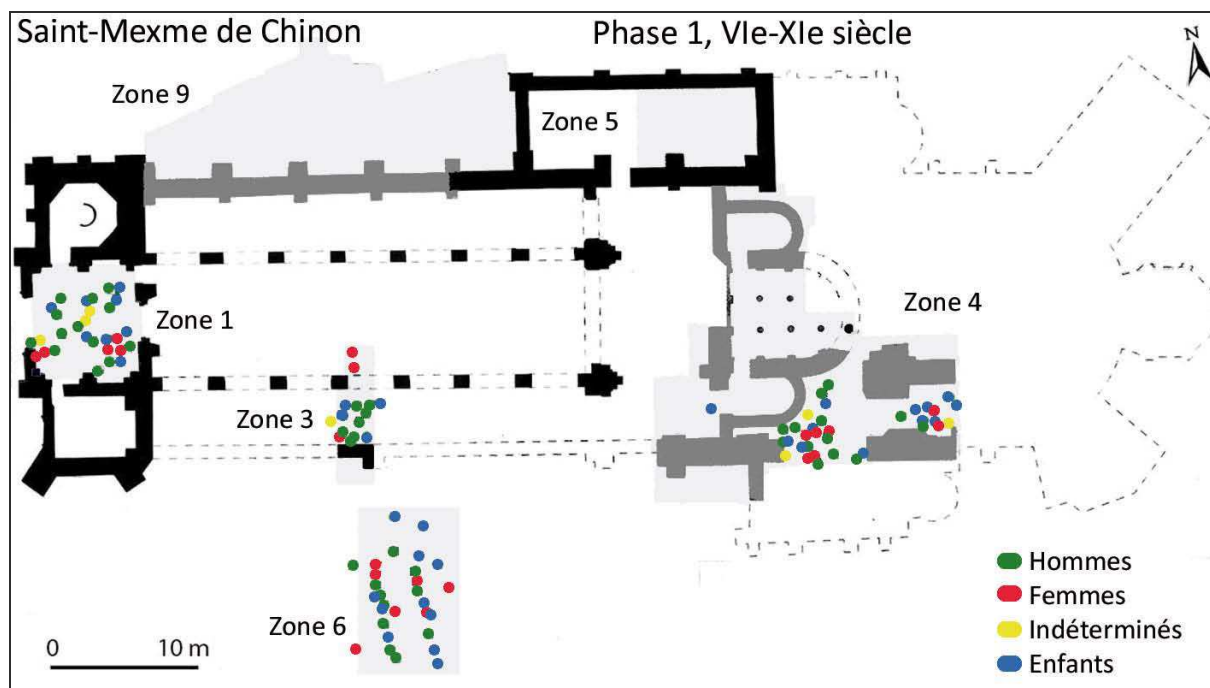 Saint-Mexme de Chinon
Phase 1, VIe-XIe siècle
N
Zone 9
Zone 5
Zone 1
Zone 4
Zone 3
Zone 6
0 10 m
Hommes
Femmes
Indéterminés
Enfants